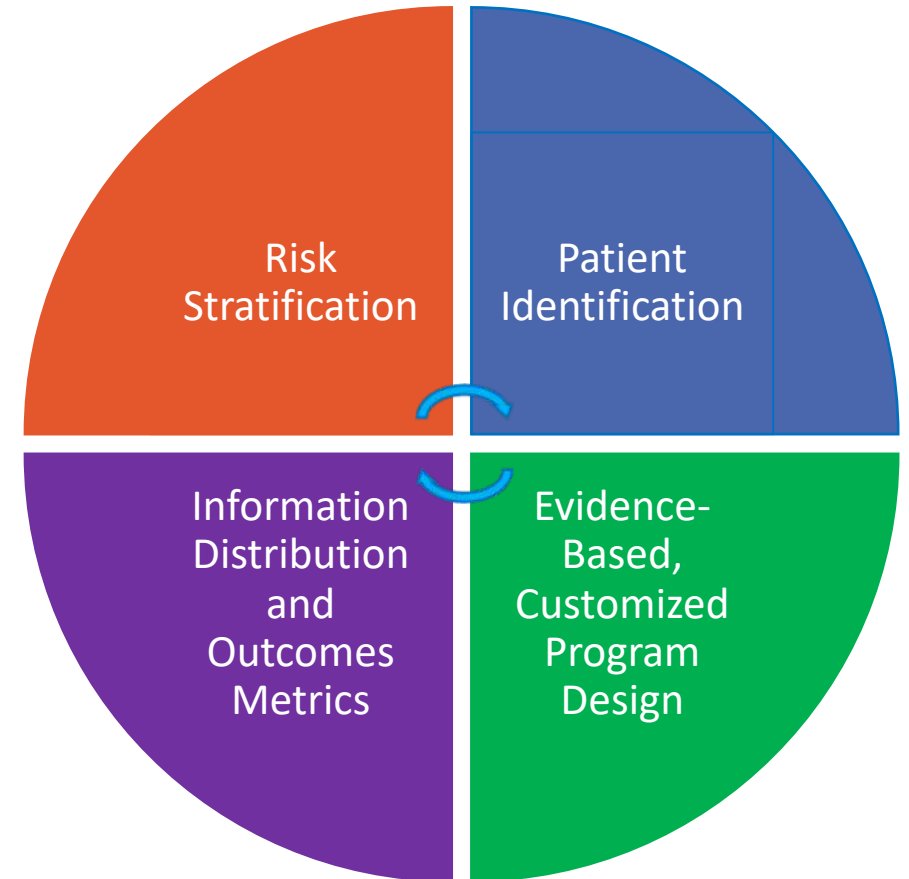 Risk
Stratification
Patient
Identification
Information
Distribution
and
Outcomes
Metrics
Evidence-
Based,
Customized
Program
Design